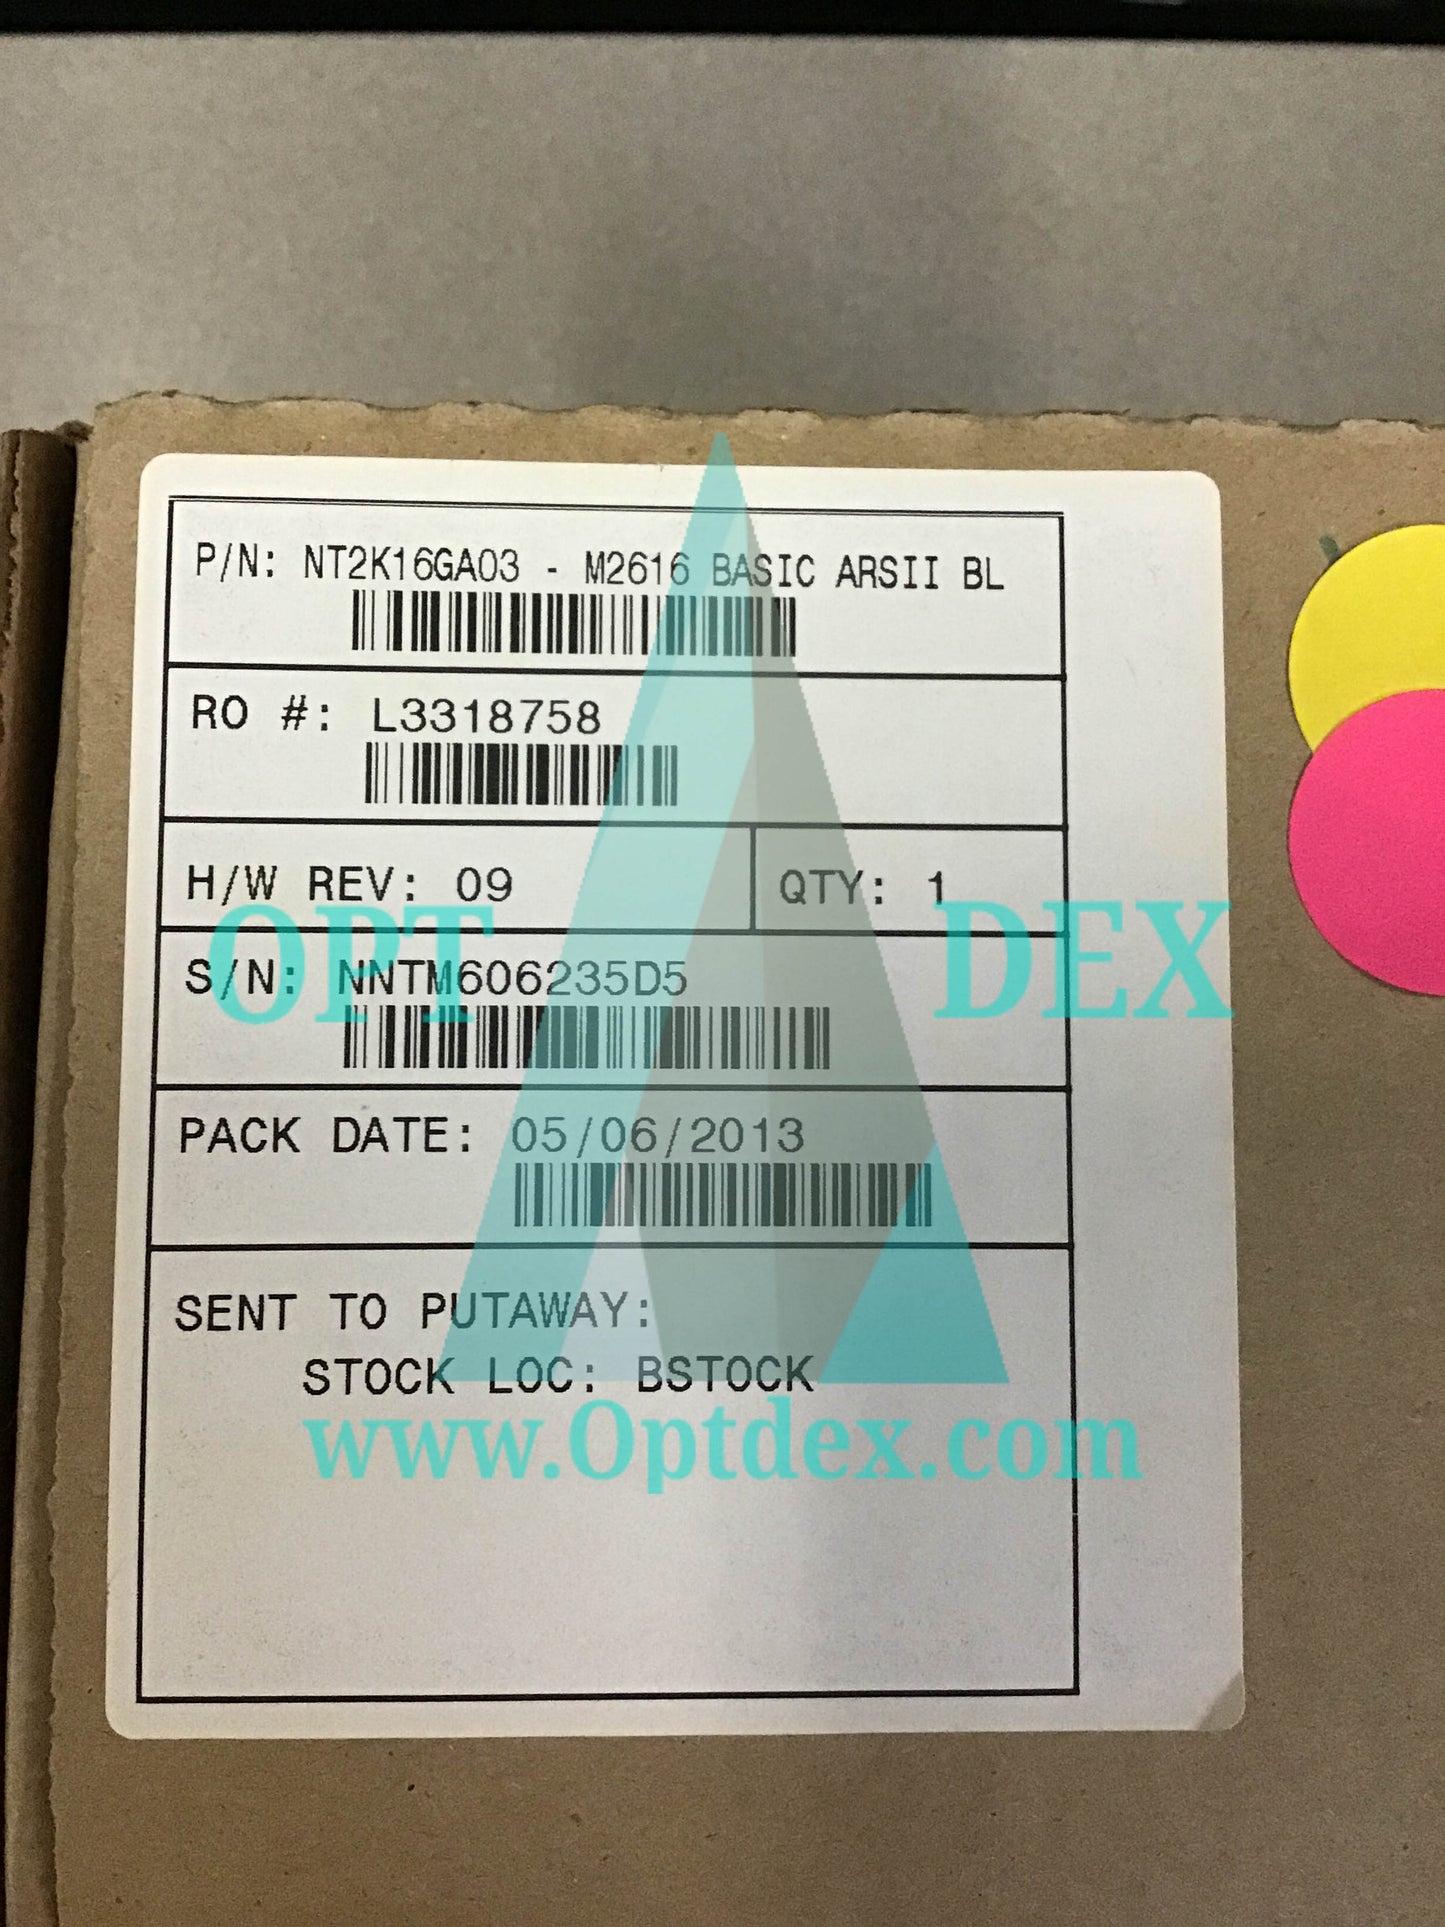 P/N: NT2K16GA03 - M2616 BASIC ARSII BL
RO #: L3318758
H/W REV: 09
QTY: 1
OPT DEX
S/N: NNTM606235D5
PACK DATE: 05/06/2013
SENT TO PUTAWAY:
STOCK LOC: BSTOCK
www.Optdex.com